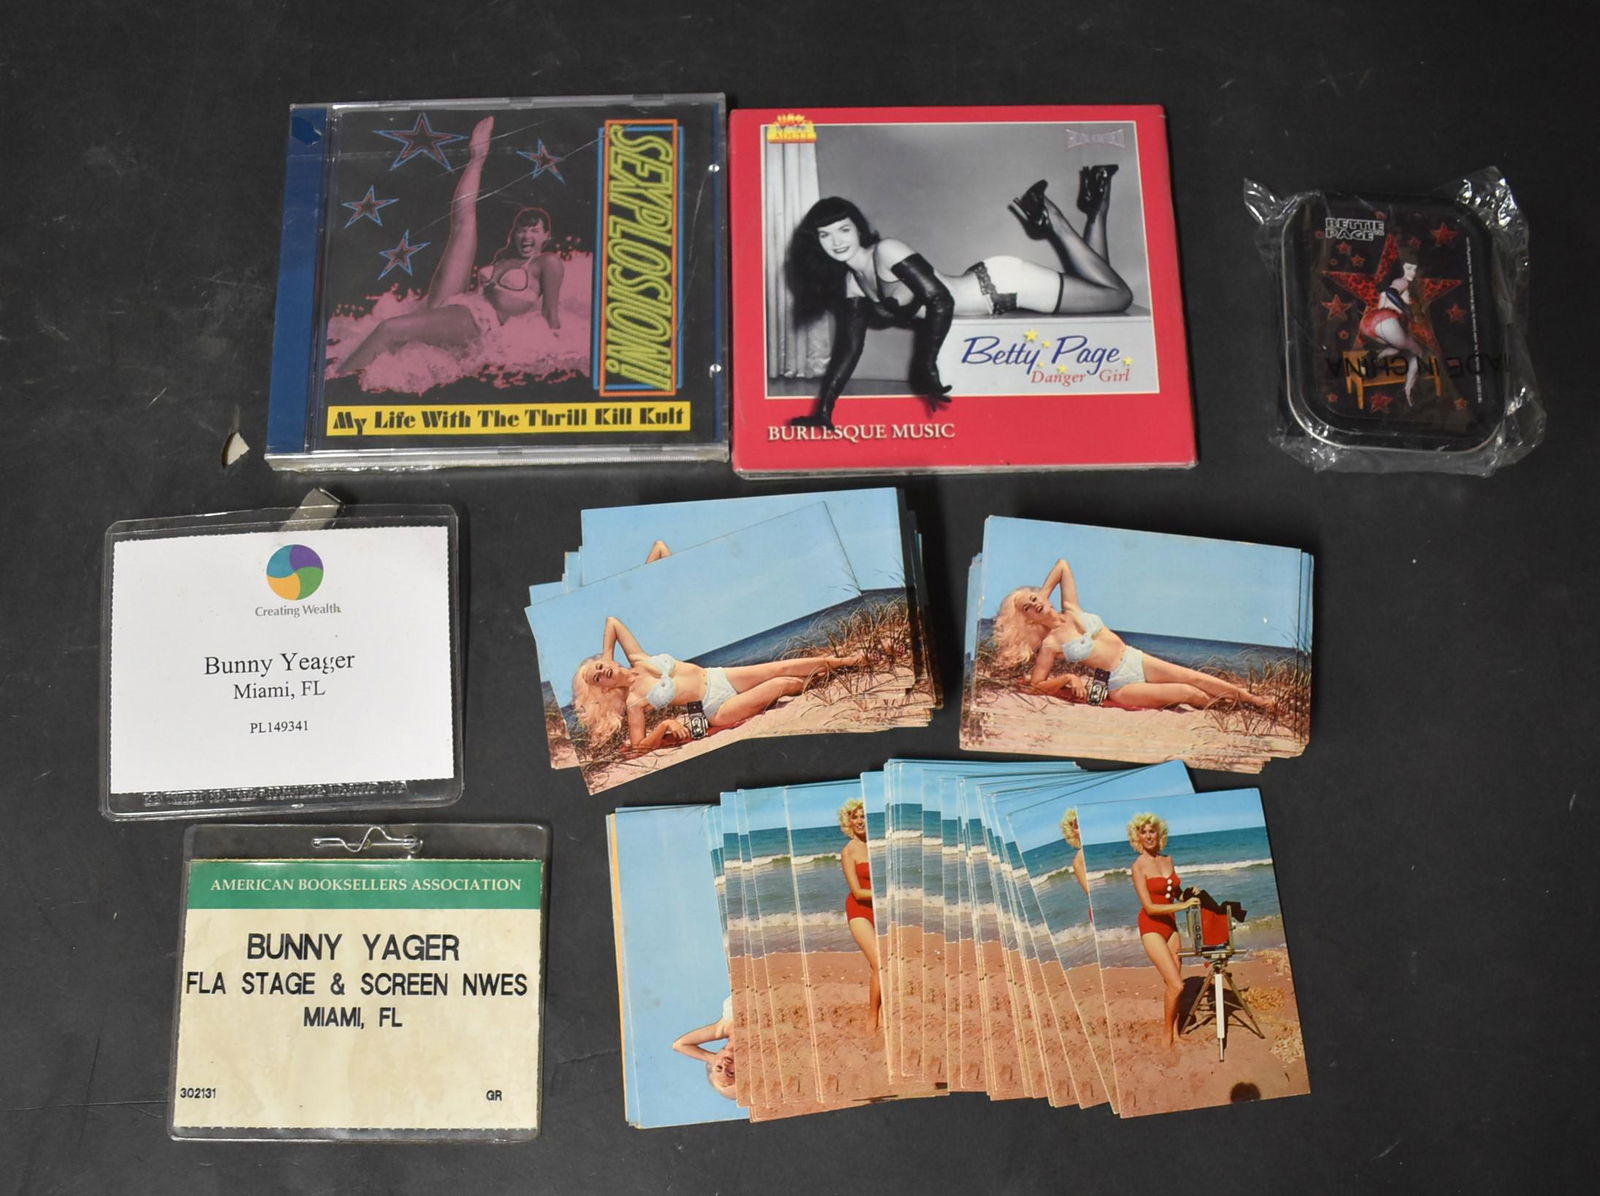 SEXPLOSION!
My Life With The Thrill Kill Kult
Betty Page
Danger Girl
BURLESQUE MUSIC
BETTIE
PAGE
MADE IN CHINA
Creating Wealth
Bunny Yeager
Miami, FL
PL149341
AMERICAN BOOKSELLERS ASSOCIATION
BUNNY YAGER
FLA STAGE & SCREEN NWES
MIAMI, FL
302131 GR